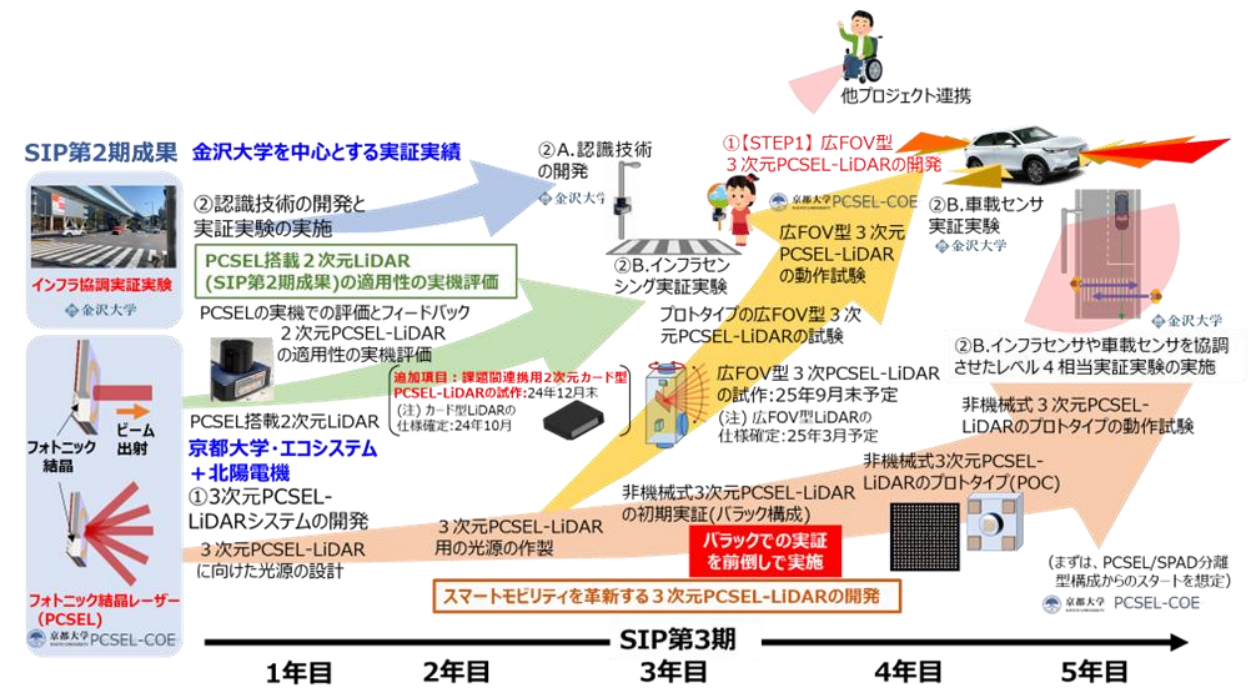 他プロジェクト連携
SIP第2期成果
金沢大学を中心とする実証実績
②認識技術の開発と
実証実験の実施
インフラ協調実証実験
金沢大学
PCSEL搭載2次元LiDAR
(SIP第2期成果)の適用性の実機評価
PCSELの実機での評価とフィードバック
2次元PCSEL-LiDAR
の適用性の実機評価
PCSEL搭載2次元LiDAR
②A.認識技術
の開発
金沢大学
②B.インフラセン
シング実証実験
①【STEP1】広FOV型
3次元PCSEL-LiDARの開発
京都大学 PCSEL-COE
広FOV型3次元
PCSEL-LiDAR
の動作試験
プロトタイプの広FOV型3次
元PCSEL-LiDARの試験
②B.車載センサ
実証実験
金沢大学
金沢大学
②B.インフラセンサや車載センサを協調
させたレベル4相当実証実験の実施
追加項目:課題間連携用2次元カード型
PCSEL-LiDARの試作:24年12月末
(注) カード型LiDARの
仕様確定:24年10月
広FOV型3次PCSEL-LiDAR
の試作:25年9月末予定
(注) 広FOV型LiDARの
仕様確定:25年3月予定
フォトニック
結晶
ビーム
出射
フォトニック結晶レーザー
(PCSEL)
京都大学 PCSEL-COE
京都大学・エコシステム
+北陽電機
①3次元PCSEL-
LiDARシステムの開発
3次元PCSEL-LiDAR
に向けた光源の設計
3次元PCSEL-LiDAR
用の光源の作製
非機械式3次元PCSEL-LiDAR
の初期実証(バラック構成)
バラックでの実証
を前倒しで実施
非機械式3次元PCSEL-
LiDARのプロトタイプ(POC)
非機械式3次元PCSEL-
LiDARのプロトタイプの動作試験
(まずは、PCSEL/SPAD分離
型構成からのスタートを想定)
京都大学 PCSEL-COE
スマートモビリティを革新する3次元PCSEL-LiDARの開発
SIP第3期
1年目
2年目
3年目
4年目
5年目